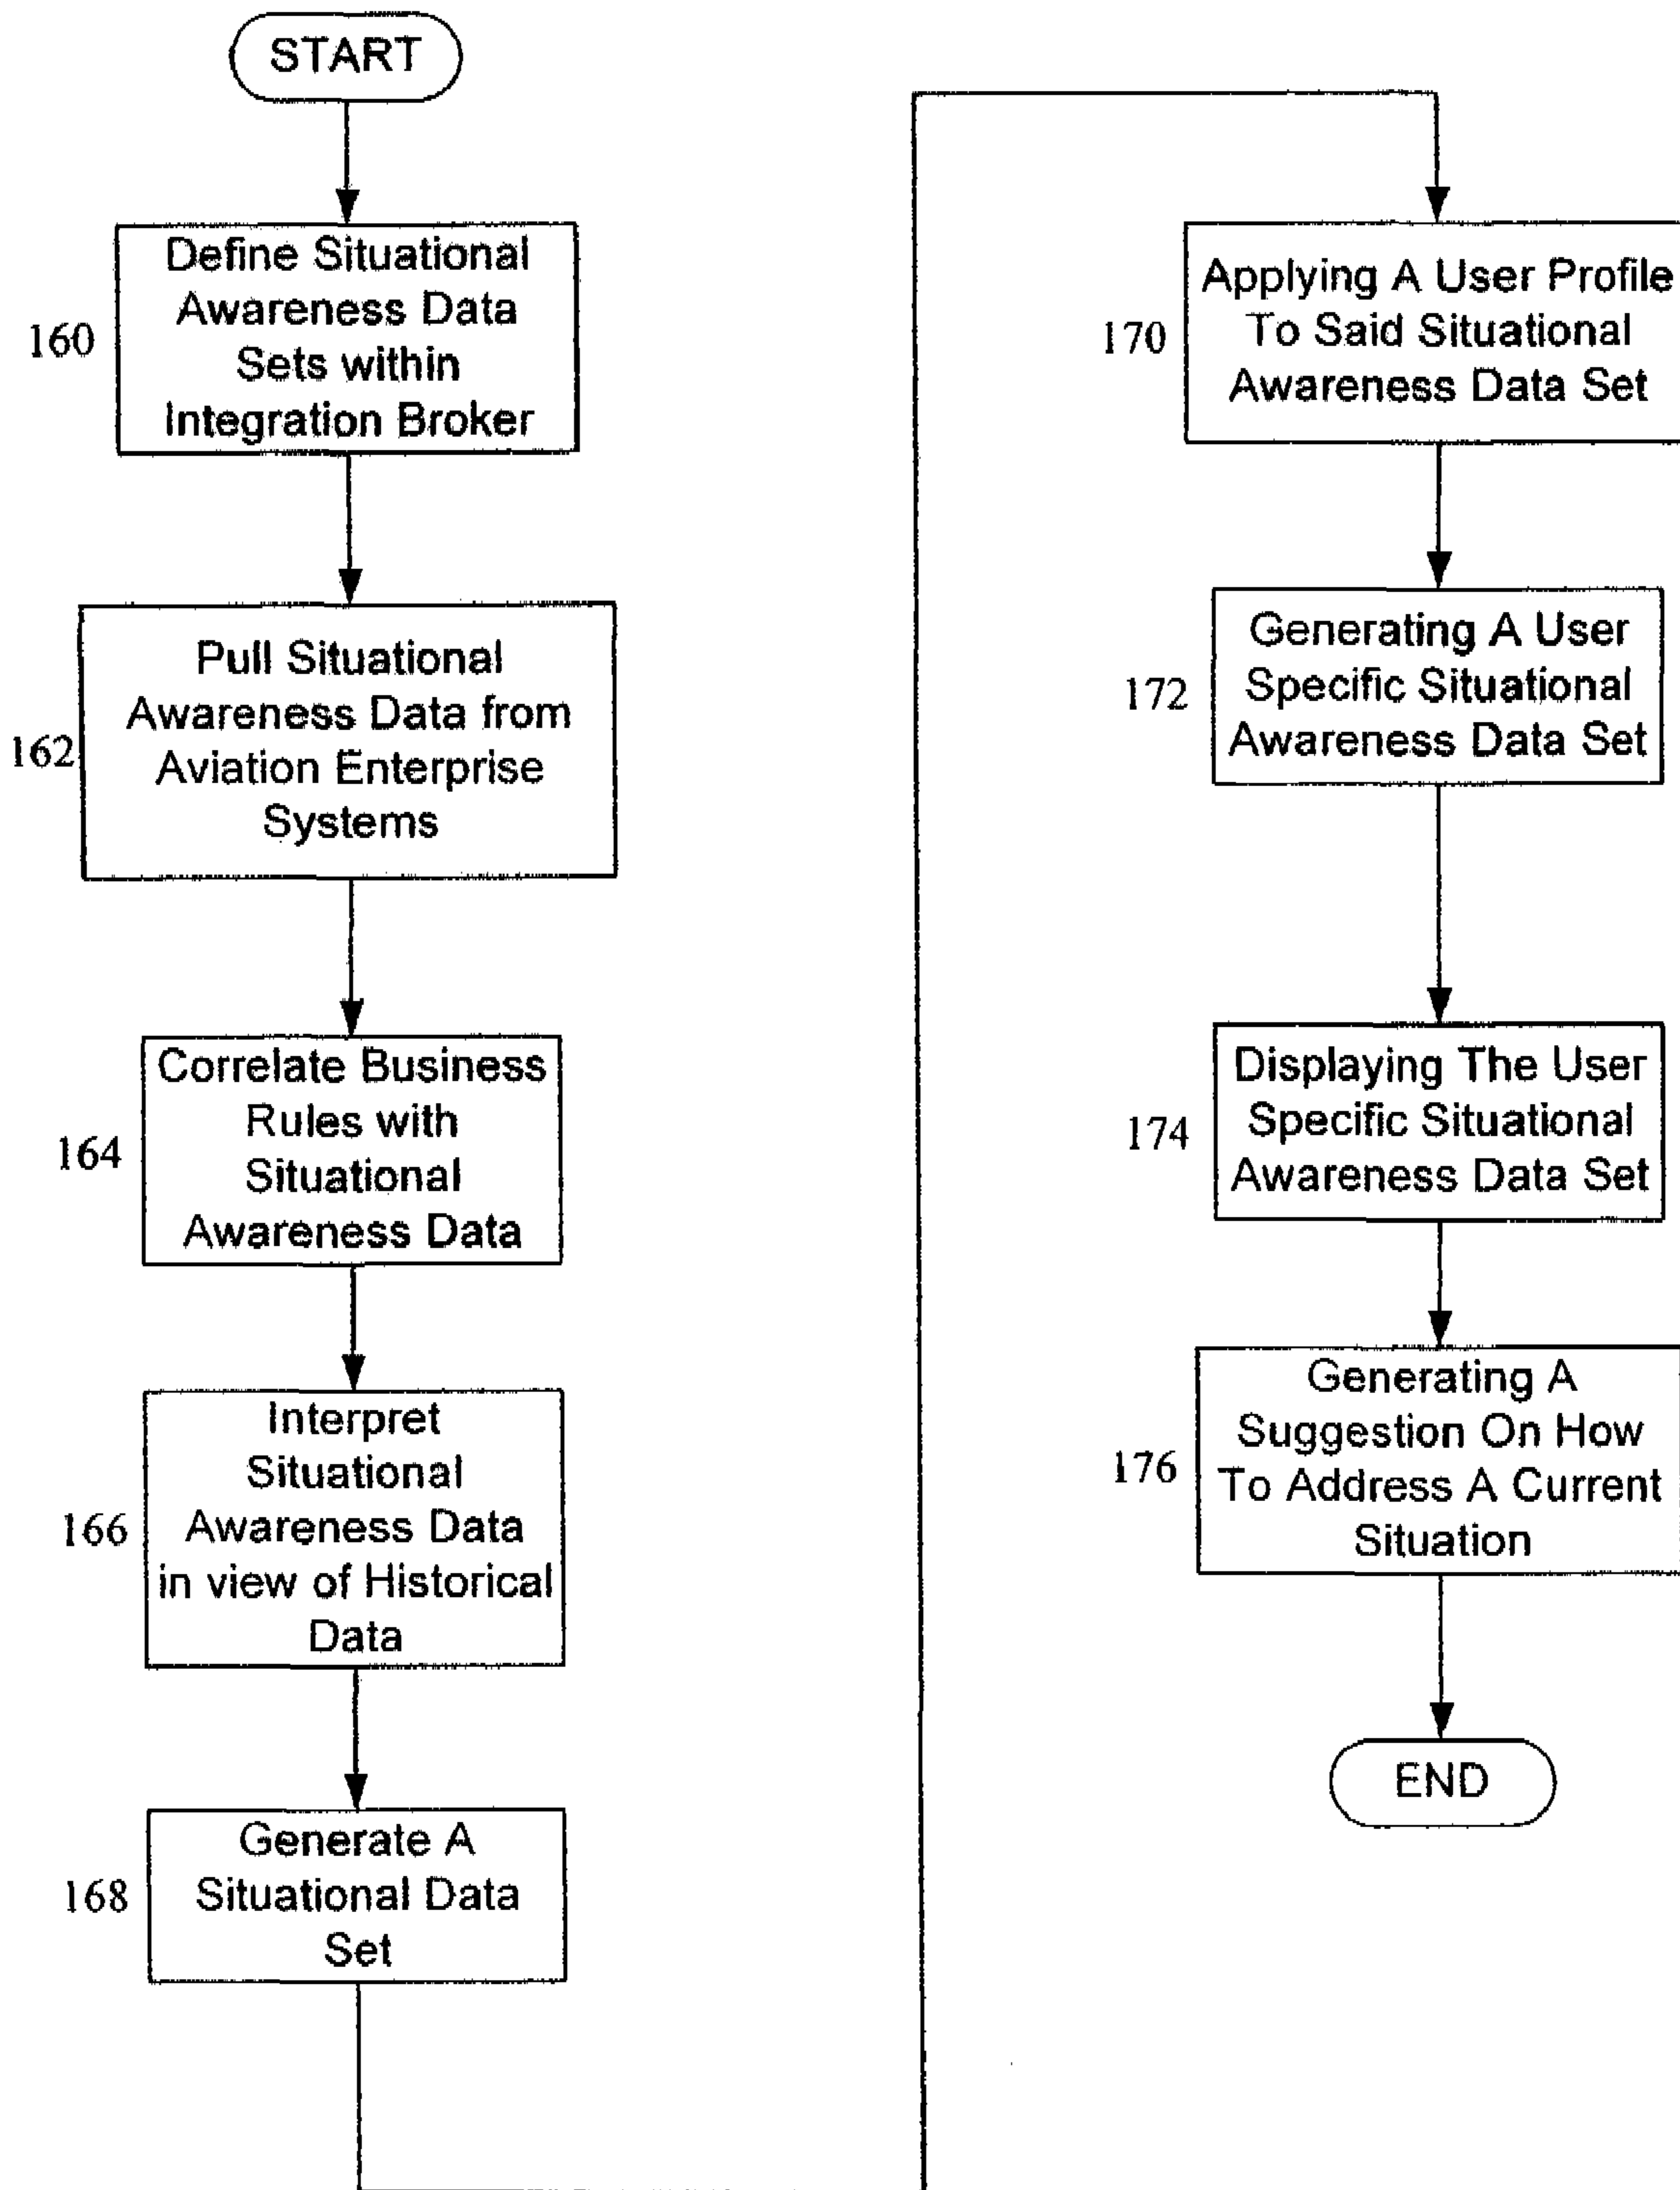 START
160
Define Situational
Awareness Data
Sets within
Integration Broker
162
Pull Situational
Awareness Data from
Aviation Enterprise
Systems
164
Correlate Business
Rules with
Situational
Awareness Data
166
Interpret
Situational
Awareness Data
in view of Historical
Data
168
Generate A
Situational Data
Set
170
Applying A User Profile
To Said Situational
Awareness Data Set
172
Generating A User
Specific Situational
Awareness Data Set
174
Displaying The User
Specific Situational
Awareness Data Set
176
Generating A
Suggestion On How
To Address A Current
Situation
END